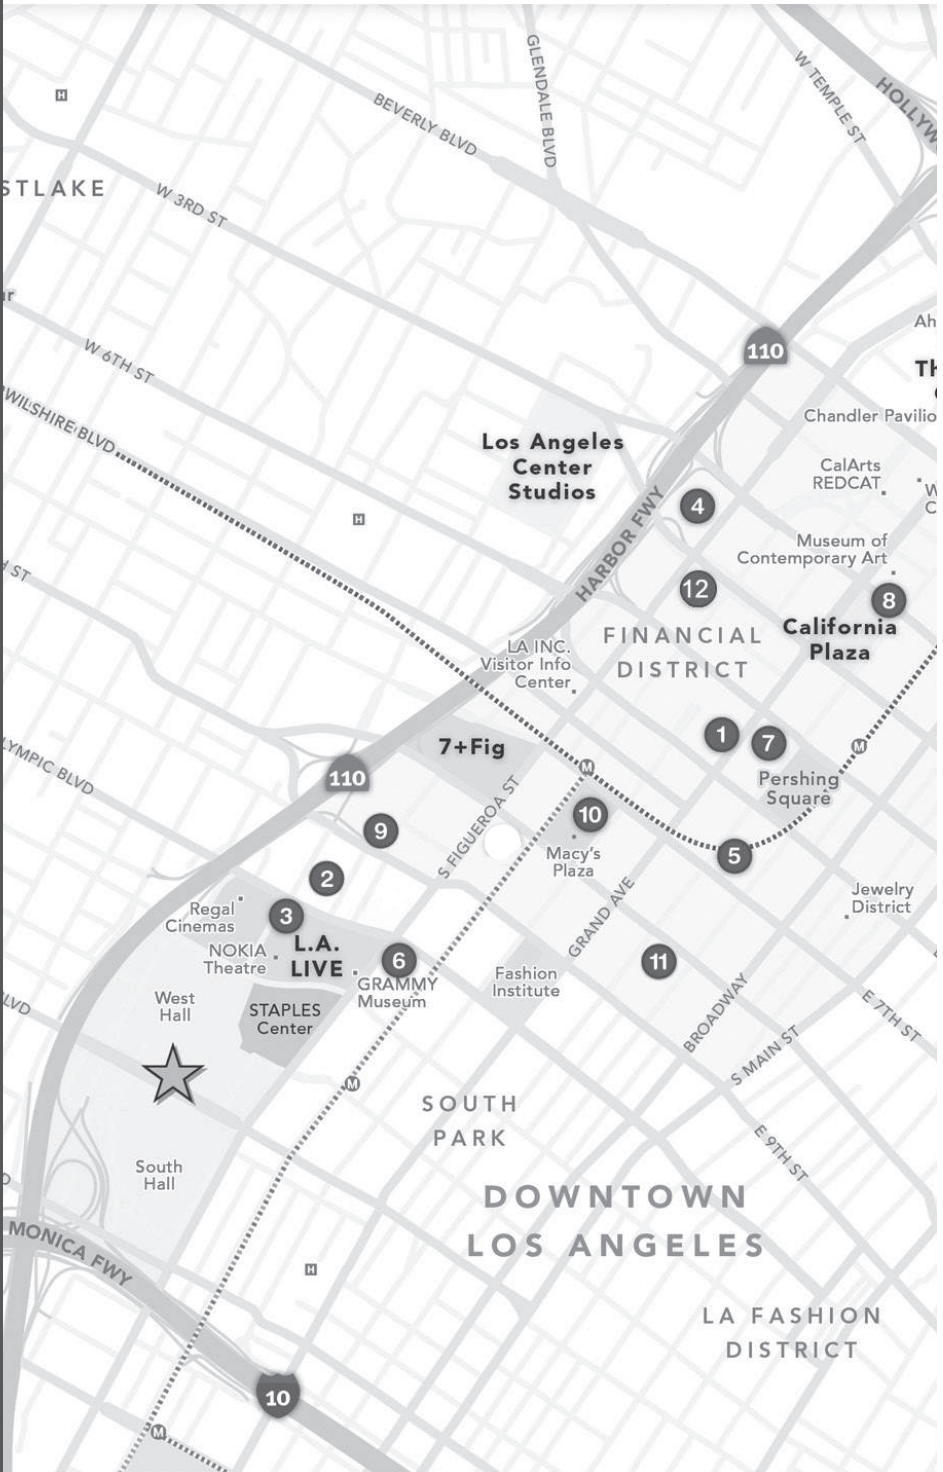 GLENDALE BLVD
W TEMPLE ST
HOLLYW
H
BEVERLY BLVD
STLAKE
W 3RD ST
110
W 6TH ST
WILSHIRE BLVD
Los Angeles
Center
Studios
Ah
Th
Chandler Pavilio
CalArts
REDCAT
W
C
H
HARBOR FWY
4
Museum of
Contemporary Art
12
8
California
Plaza
FINANCIAL
DISTRICT
LA INC.
Visitor Info
Center
ST
7+Fig
1
7
M
Pershing
Square
M
LYMPIC BLVD
110
9
S FIGUEROA ST
10
Macy's
Plaza
5
2
3
Regal
Cinemas
NOKIA
Theatre
L.A.
LIVE
6
GRAMMY
Museum
Fashion
Institute
GRAND AVE
11
Jewelry
District
BROADWAY
S MAIN ST
E 7TH ST
LVD
West
Hall
STAPLES
Center
M
SOUTH
PARK
E 9TH ST
South
Hall
DOWNTOWN
LOS ANGELES
MONICA FWY
H
LA FASHION
DISTRICT
10
M